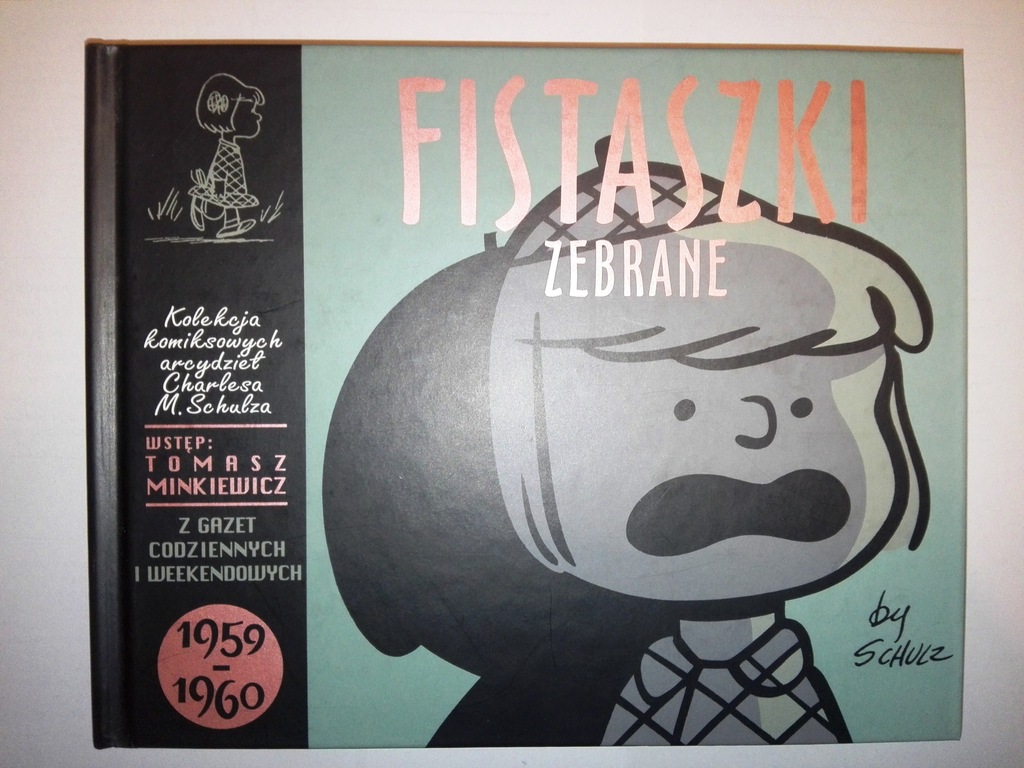 FISTASZKI
ZEBRANE
Kolekcja
komiksowych
arcydzieł
Charlesa
M. Schulza
WSTĘP:
TOMASZ
MINKIEWICZ
Z GAZET
CODZIENNYCH
I WEEKENDOWYCH
1959
-
1960
by
SCHULZ